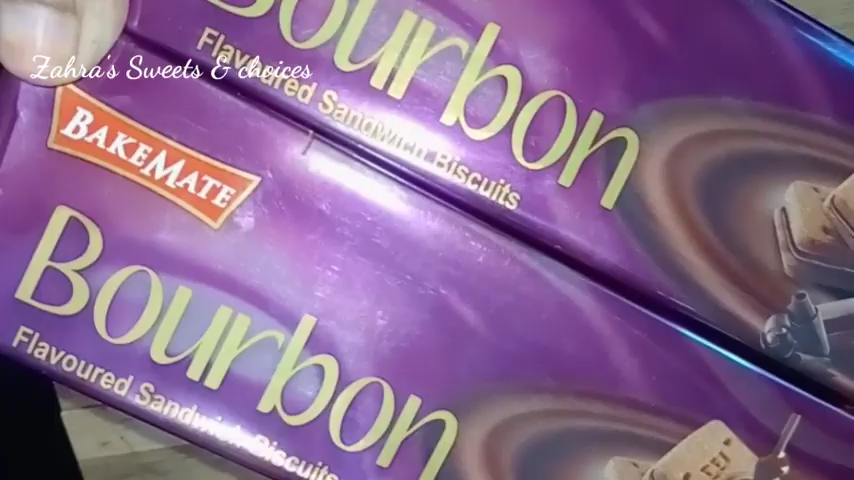 Bourbon
Flavoured Sandwich Biscuits
Zahra's Sweets & choices
BAKEMATE
Bourbon
Flavoured Sandwich Biscuits